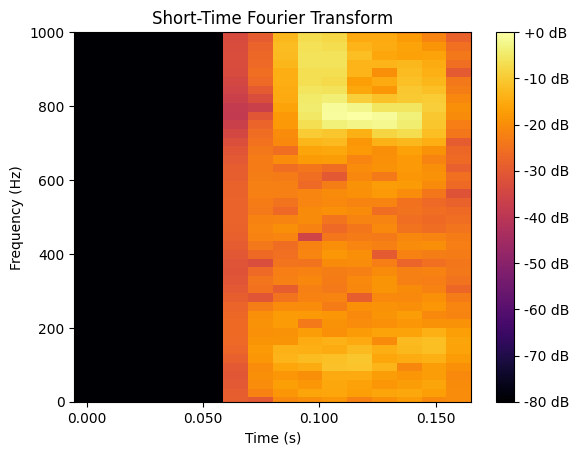 Short-Time Fourier Transform
Frequency (Hz)
1000
800
600
400
200
0
0.000
0.050
0.100
0.150
Time (s)
+0 dB
-10 dB
-20 dB
-30 dB
-40 dB
-50 dB
-60 dB
-70 dB
-80 dB